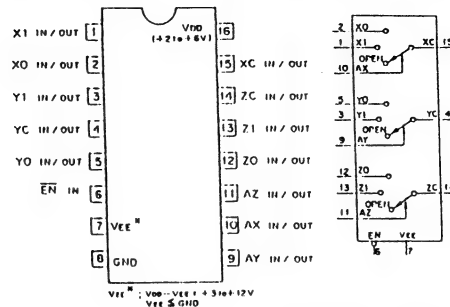 X1 IN/OUT 1
X0 IN/OUT 2
Y1 IN/OUT 3
YC IN/OUT 4
Y0 IN/OUT 5
EN IN 6
7 VEE*
8 GND
VDD 16
(+2 to +6V)
15 XC IN/OUT
14 ZC IN/OUT
13 Z1 IN/OUT
12 Z0 IN/OUT
11 AZ IN/OUT
10 AX IN/OUT
9 AY IN/OUT
VEE* ; VDD--VEE ! +3 to +12V
VEE ≤ GND
2 X0
1 X1 XC 15
OPEN
10 AX
5 Y0
3 Y1 YC 4
OPEN
9 AY
12 Z0
13 Z1 ZC
OPEN
11 AZ
EN VEE
6 7